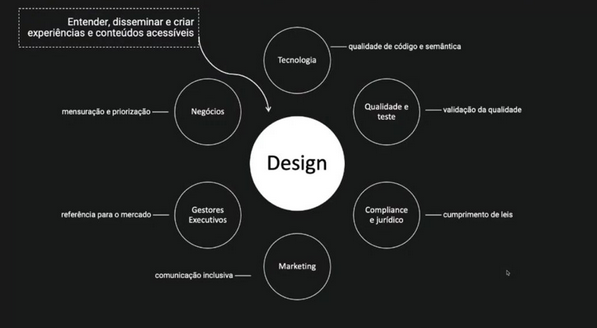 Entender, disseminar e criar
experiências e conteúdos acessíveis
Tecnologia
qualidade de código e semântica
Negócios
mensuração e priorização
Qualidade e
teste
validação da qualidade
Design
Gestores
Executivos
referência para o mercado
Compliance
e jurídico
cumprimento de leis
Marketing
comunicação inclusiva